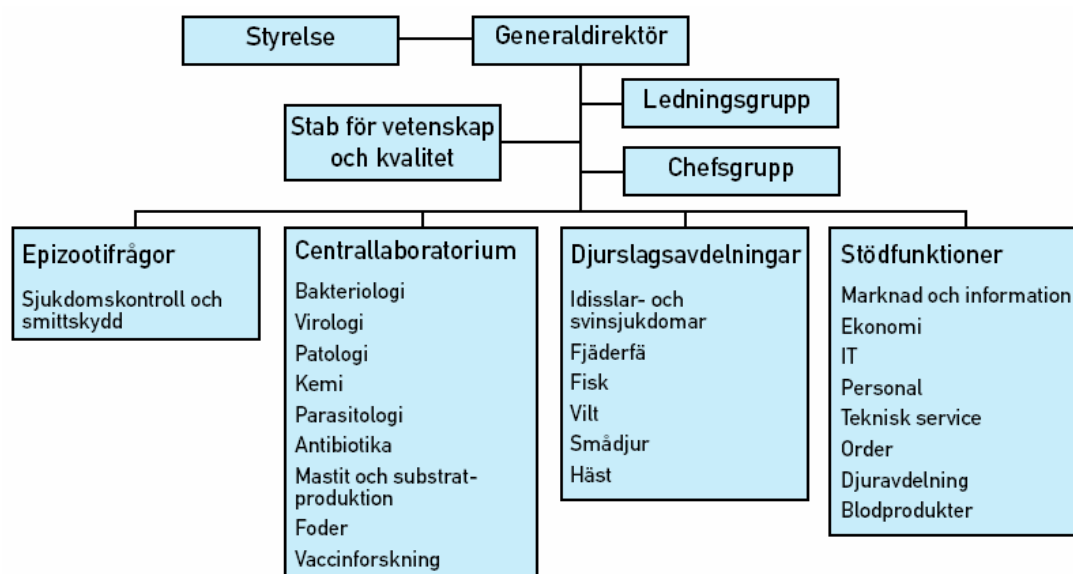 Styrelse
Generaldirektör
Ledningsgrupp
Stab för vetenskap
och kvalitet
Chefsgrupp
Epizootifrågor
Sjukdomskontroll och
smittskydd
Centrallaboratorium
Bakteriologi
Virologi
Patologi
Kemi
Parasitologi
Antibiotika
Mastit och substrat-
produktion
Foder
Vaccinforskning
Djurslagsavdelningar
Idisslar- och
svinsjukdomar
Fjäderfä
Fisk
Vilt
Smådjur
Häst
Stödfunktioner
Marknad och information
Ekonomi
IT
Personal
Teknisk service
Order
Djuravdelning
Blodprodukter